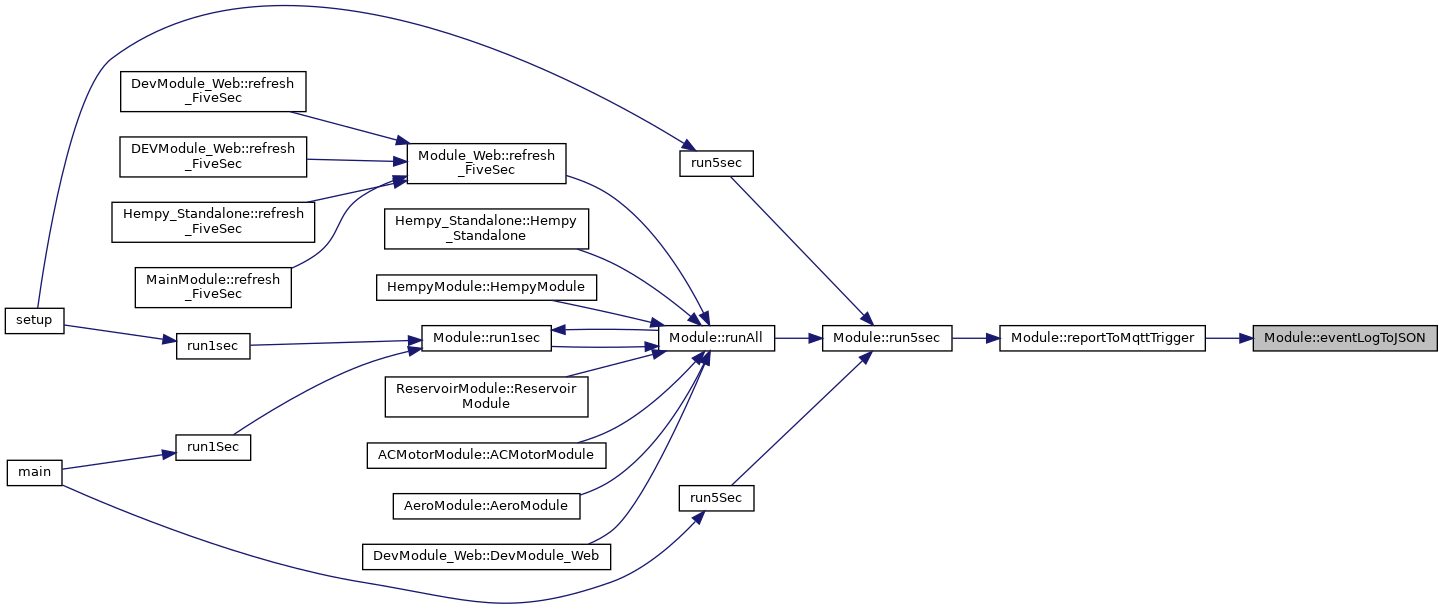 DevModule_Web::refresh
_FiveSec
DEVModule_Web::refresh
_FiveSec
Module_Web::refresh
_FiveSec
run5sec
Hempy_Standalone::refresh
_FiveSec
Hempy_Standalone::Hempy
_Standalone
MainModule::refresh
_FiveSec
HempyModule::HempyModule
setup
run1sec
Module::run1sec
Module::runAll
Module::run5sec
Module::reportToMqttTrigger
Module::eventLogToJSON
ReservoirModule::Reservoir
Module
run1Sec
ACMotorModule::ACMotorModule
main
AeroModule::AeroModule
run5Sec
DevModule_Web::DevModule_Web